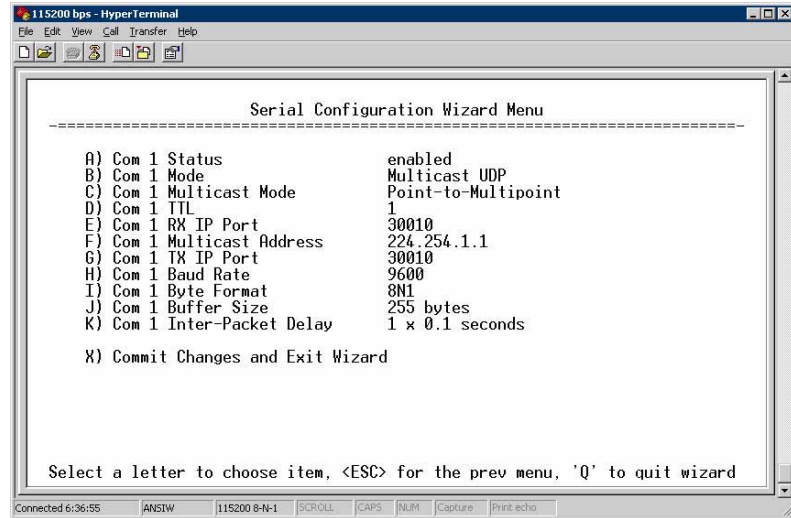 115200 bps - HyperTerminal
File Edit View Call Transfer Help
Serial Configuration Wizard Menu
-==========================================================================-
A) Com 1 Status enabled
B) Com 1 Mode Multicast UDP
C) Com 1 Multicast Mode Point-to-Multipoint
D) Com 1 TTL 1
E) Com 1 RX IP Port 30010
F) Com 1 Multicast Address 224.254.1.1
G) Com 1 TX IP Port 30010
H) Com 1 Baud Rate 9600
I) Com 1 Byte Format 8N1
J) Com 1 Buffer Size 255 bytes
K) Com 1 Inter-Packet Delay 1 x 0.1 seconds
X) Commit Changes and Exit Wizard
Select a letter to choose item, <ESC> for the prev menu, 'Q' to quit wizard
Connected 6:36:55 ANSIW 115200 8-N-1 SCROLL CAPS NUM Capture Print echo